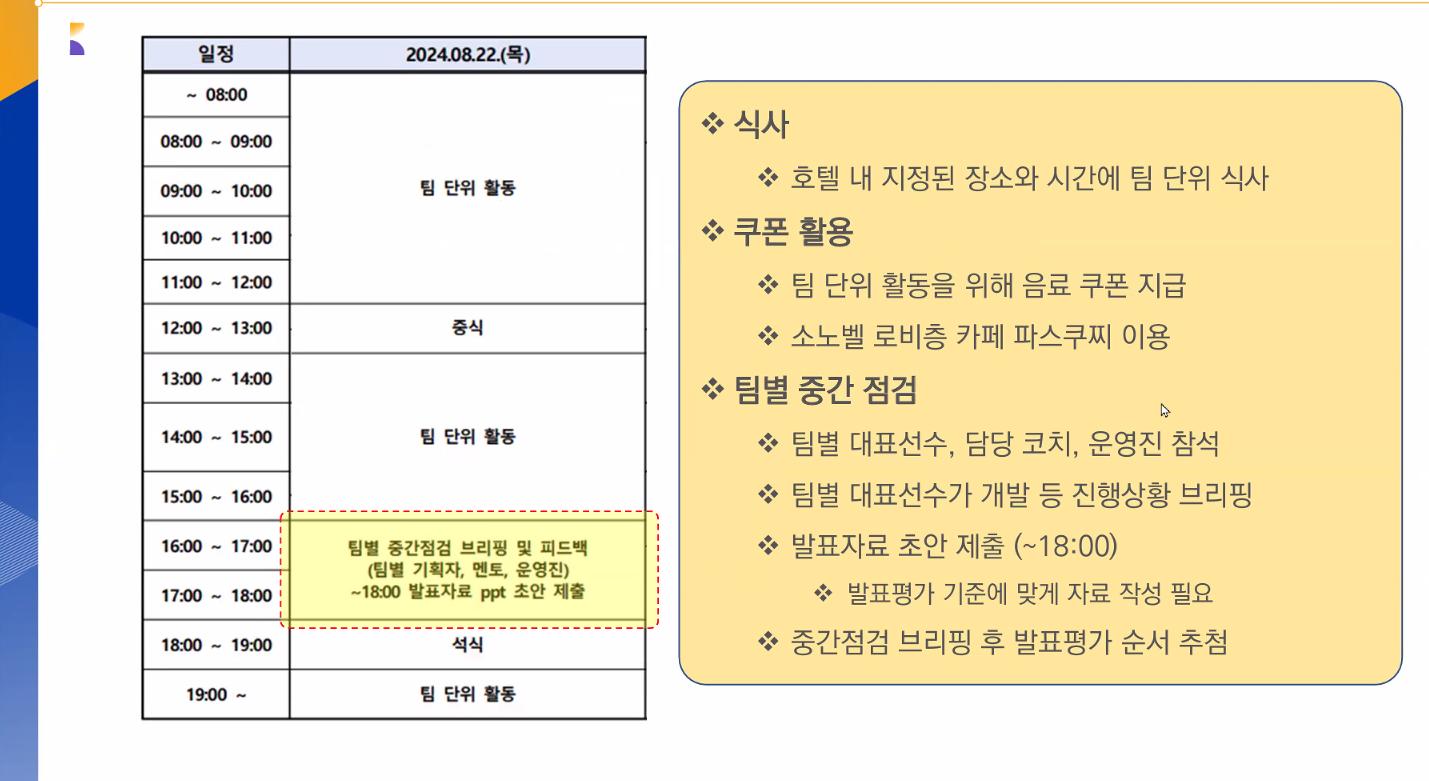 일정 2024.08.22.(목)
~ 08:00
08:00 ~ 09:00
09:00 ~ 10:00
팀 단위 활동
10:00 ~ 11:00
11:00 ~ 12:00
12:00 ~ 13:00 중식
13:00 ~ 14:00
14:00 ~ 15:00 팀 단위 활동
15:00 ~ 16:00
16:00 ~ 17:00
팀별 중간점검 브리핑 및 피드백
(팀별 기획자, 멘토, 운영진)
~18:00 발표자료 ppt 초안 제출
17:00 ~ 18:00
18:00 ~ 19:00 석식
19:00 ~ 팀 단위 활동
❖ 식사
❖ 호텔 내 지정된 장소와 시간에 팀 단위 식사
❖ 쿠폰 활용
❖ 팀 단위 활동을 위해 음료 쿠폰 지급
❖ 소노벨 로비층 카페 파스쿠찌 이용
❖ 팀별 중간 점검
❖ 팀별 대표선수, 담당 코치, 운영진 참석
❖ 팀별 대표선수가 개발 등 진행상황 브리핑
❖ 발표자료 초안 제출 (~18:00)
❖ 발표평가 기준에 맞게 자료 작성 필요
❖ 중간점검 브리핑 후 발표평가 순서 추첨